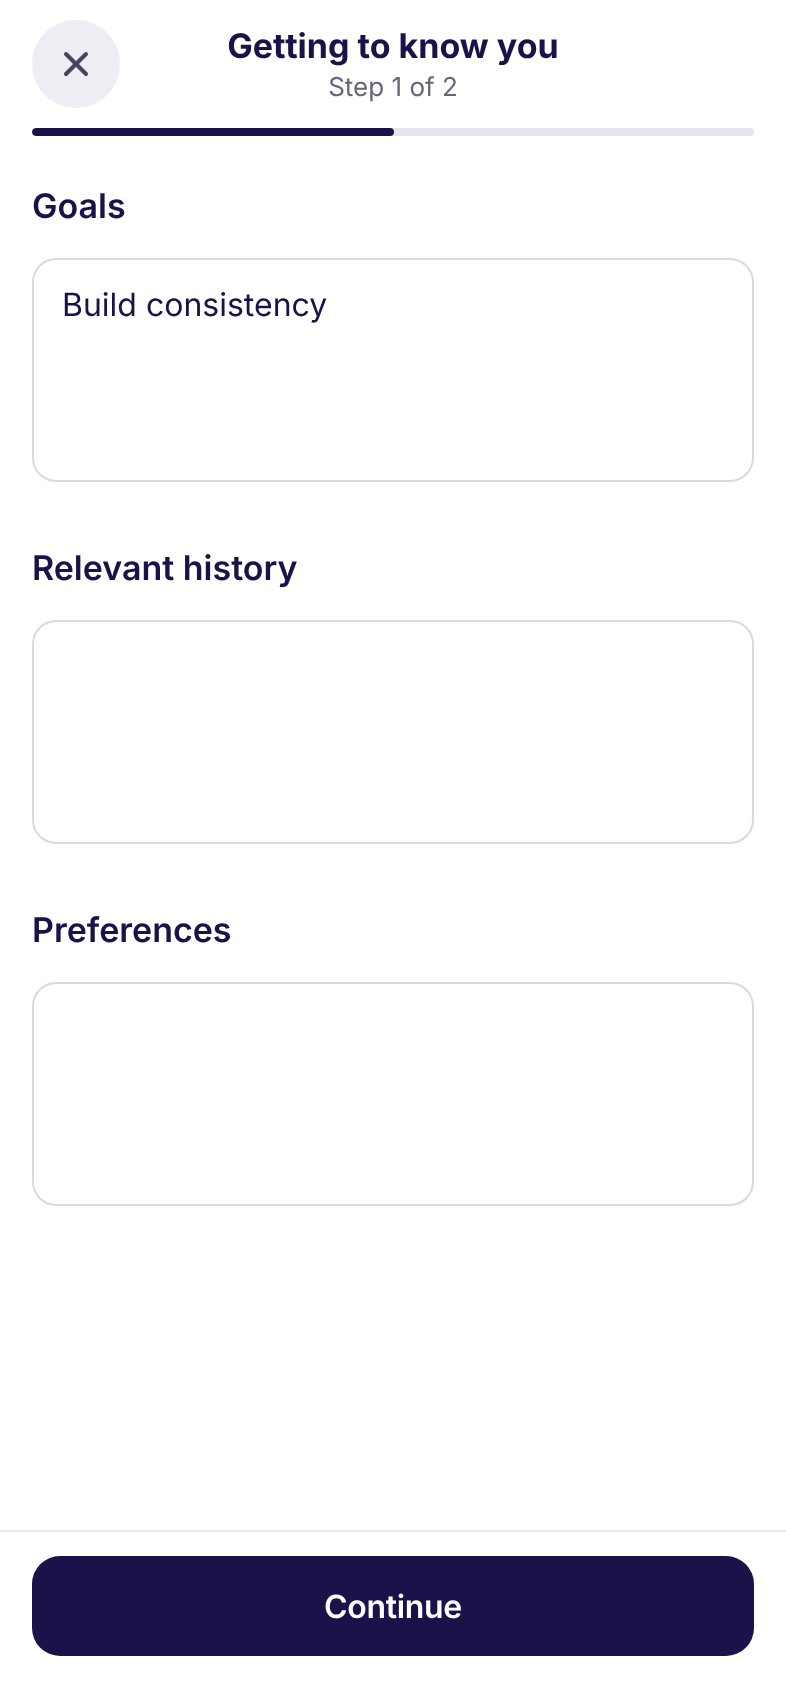 Getting to know you
Step 1 of 2
Goals
Build consistency
Relevant history
Preferences
Continue